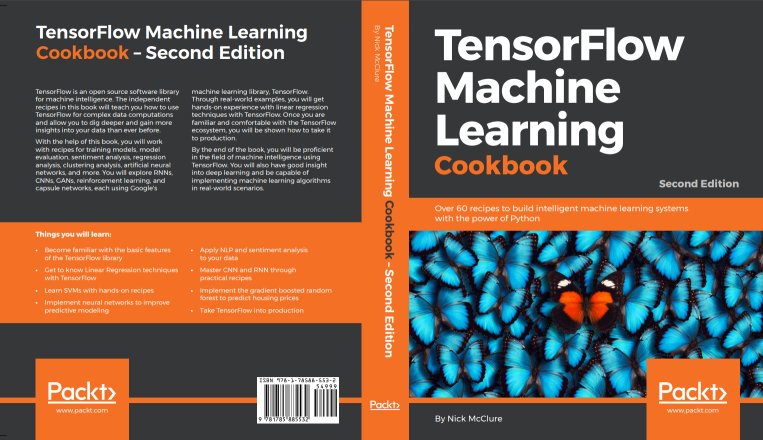 TensorFlow Machine Learning
Cookbook – Second Edition
TensorFlow is an open source software library
for machine intelligence. The independent
recipes in this book will teach you how to use
TensorFlow for complex data computations
and allow you to dig deeper and gain more
insights into your data than ever before.
With the help of this book, you will work
with recipes for training models, model
evaluation, sentiment analysis, regression
analysis, clustering analysis, artificial neural
networks, and more. You will explore RNNs,
CNNs, GANs, reinforcement learning, and
capsule networks, each using Google's
machine learning library, TensorFlow.
Through real-world examples, you will get
hands-on experience with linear regression
techniques with TensorFlow. Once you are
familiar and comfortable with the TensorFlow
ecosystem, you will be shown how to take it
to production.
By the end of the book, you will be proficient
in the field of machine intelligence using
TensorFlow. You will also have good insight
into deep learning and be capable of
implementing machine learning algorithms
in real-world scenarios.
Things you will learn:
• Become familiar with the basic features
of the TensorFlow library
• Get to know Linear Regression techniques
with TensorFlow
• Learn SVMs with hands-on recipes
• Implement neural networks to improve
predictive modeling
• Apply NLP and sentiment analysis
to your data
• Master CNN and RNN through
practical recipes
• Implement the gradient boosted random
forest to predict housing prices
• Take TensorFlow into production
Packt>
www.packt.com
ISBN 978-1-78588-553-2
54999
9 781785 885532
TensorFlow Machine Learning Cookbook – Second Edition
By Nick McClure
Packt>
TensorFlow
Machine
Learning
Cookbook
Second Edition
Over 60 recipes to build intelligent machine learning systems
with the power of Python
By Nick McClure
Packt>
www.packt.com